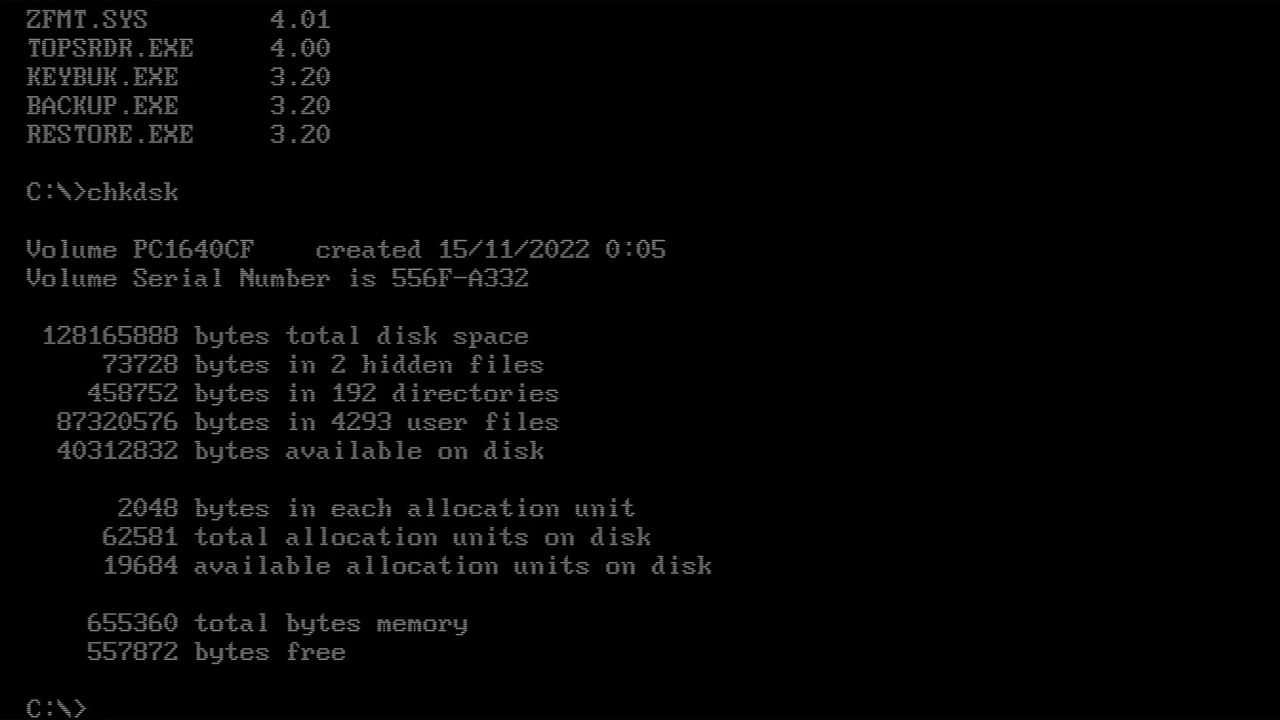 ZFMT.SYS        4.01
TOPSRDR.EXE     4.00
KEYBUK.EXE      3.20
BACKUP.EXE      3.20
RESTORE.EXE     3.20
C:\>chkdsk
Volume PC1640CF    created 15/11/2022 0:05
Volume Serial Number is 556F-A332
128165888 bytes total disk space
73728 bytes in 2 hidden files
458752 bytes in 192 directories
87320576 bytes in 4293 user files
40312832 bytes available on disk
2048 bytes in each allocation unit
62581 total allocation units on disk
19684 available allocation units on disk
655360 total bytes memory
557872 bytes free
C:\>